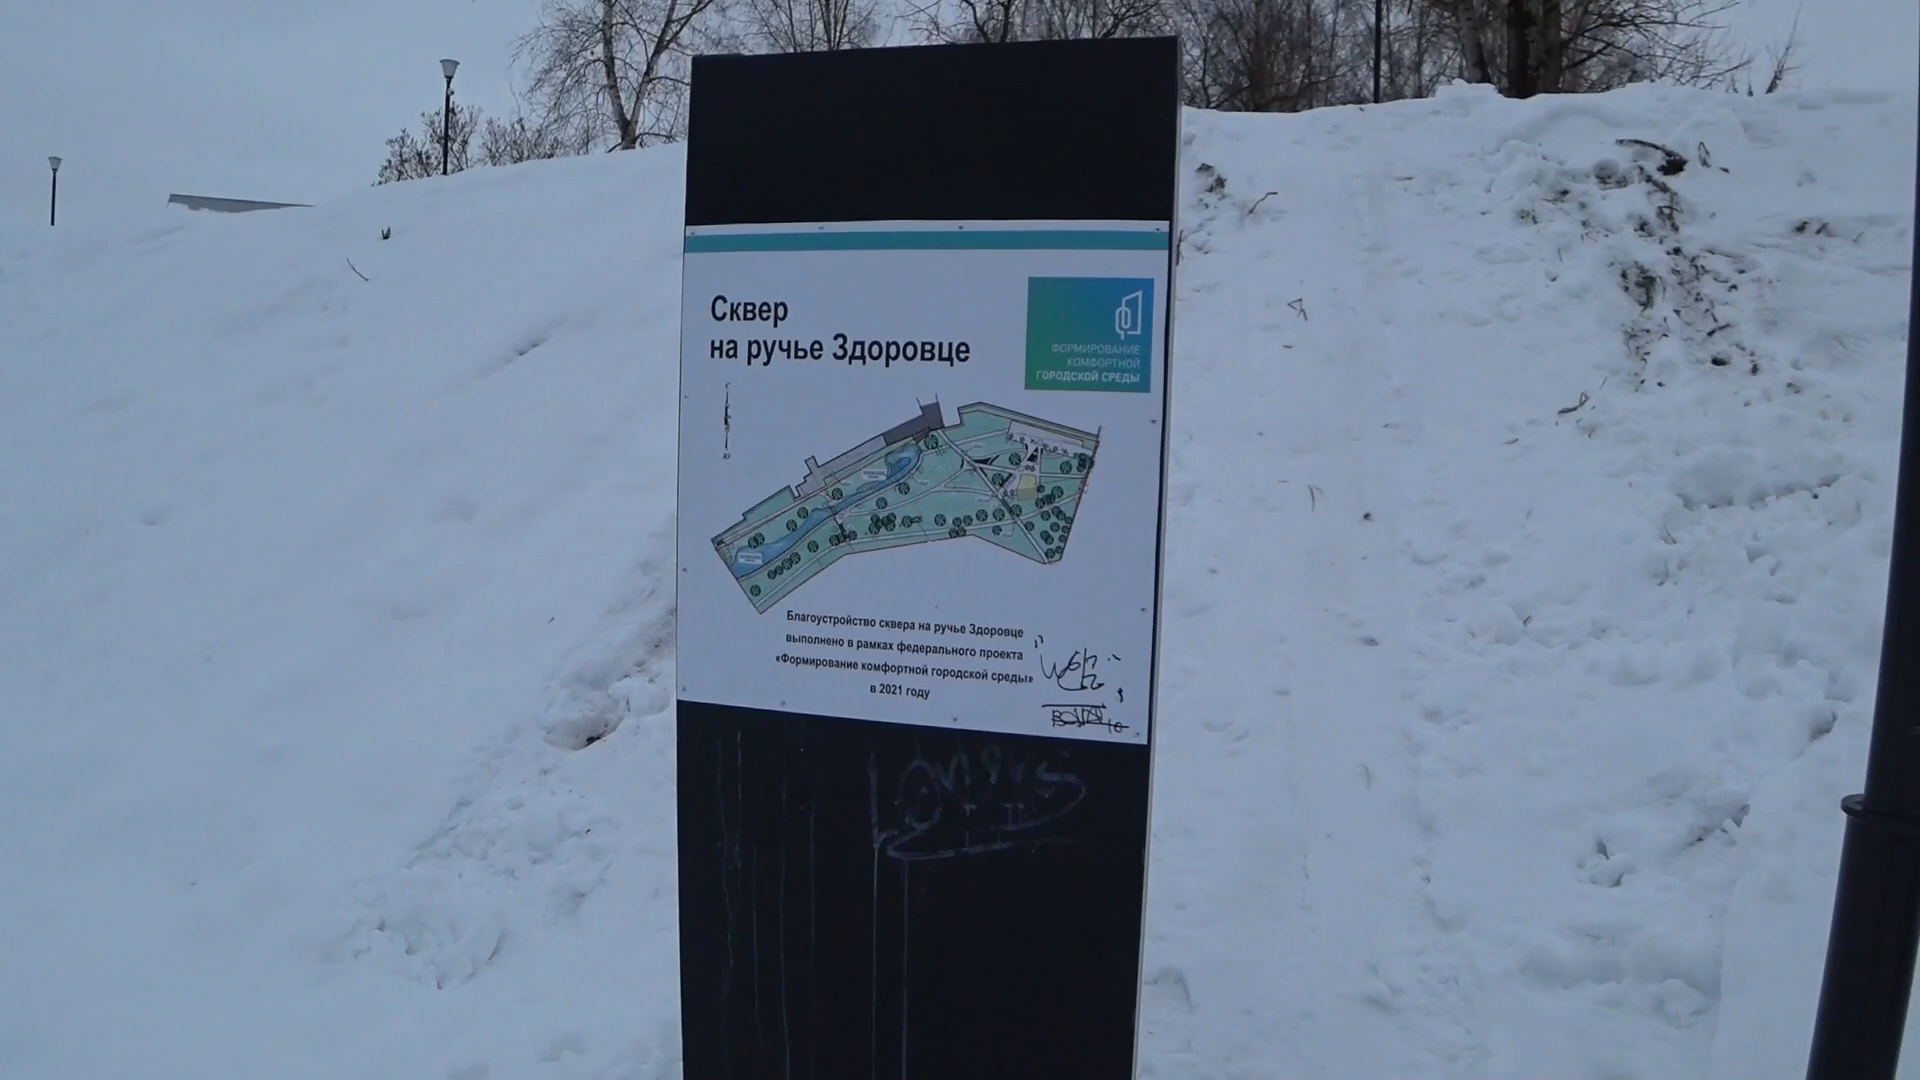 Сквер
на ручье Здоровце
ФОРМИРОВАНИЕ
КОМФОРТНОЙ
ГОРОДСКОЙ СРЕДЫ
С
Ю
Благоустройство сквера на ручье Здоровце
выполнено в рамках федерального проекта
«Формирование комфортной городской среды»
в 2021 году